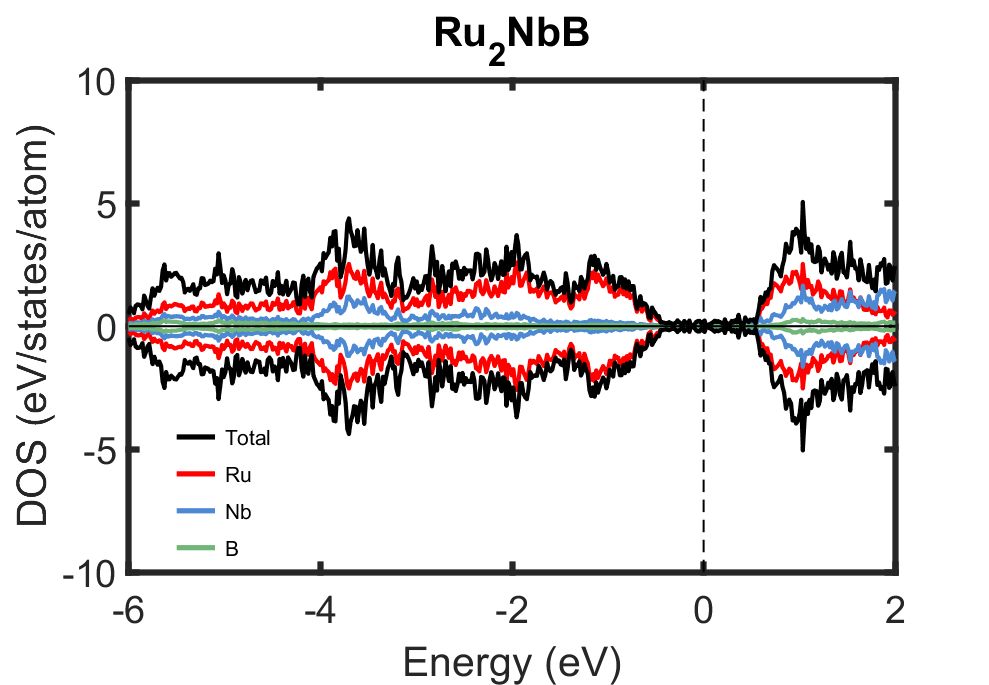 Ru₂NbB
10
5
0
-5
-10
DOS (eV/states/atom)
Total
Ru
Nb
B
-6 -4 -2 0 2
Energy (eV)